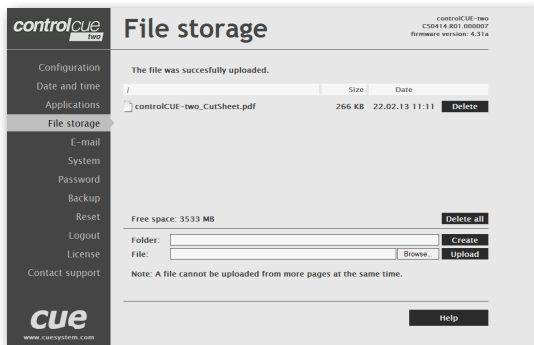 controlcue
two
File storage
controlCUE-two
CS0414.R01.000007
firmware version: 4.31a
Configuration
Date and time
Applications
File storage
E-mail
System
Password
Backup
Reset
Logout
License
Contact support
The file was succesfully uploaded.
/ Size Date
controlCUE-two_CutSheet.pdf 266 KB 22.02.13 11:11 Delete
Free space: 3533 MB Delete all
Folder: Create
File: Browse... Upload
Note: A file cannot be uploaded from more pages at the same time.
Help
cue
www.cuesystem.com